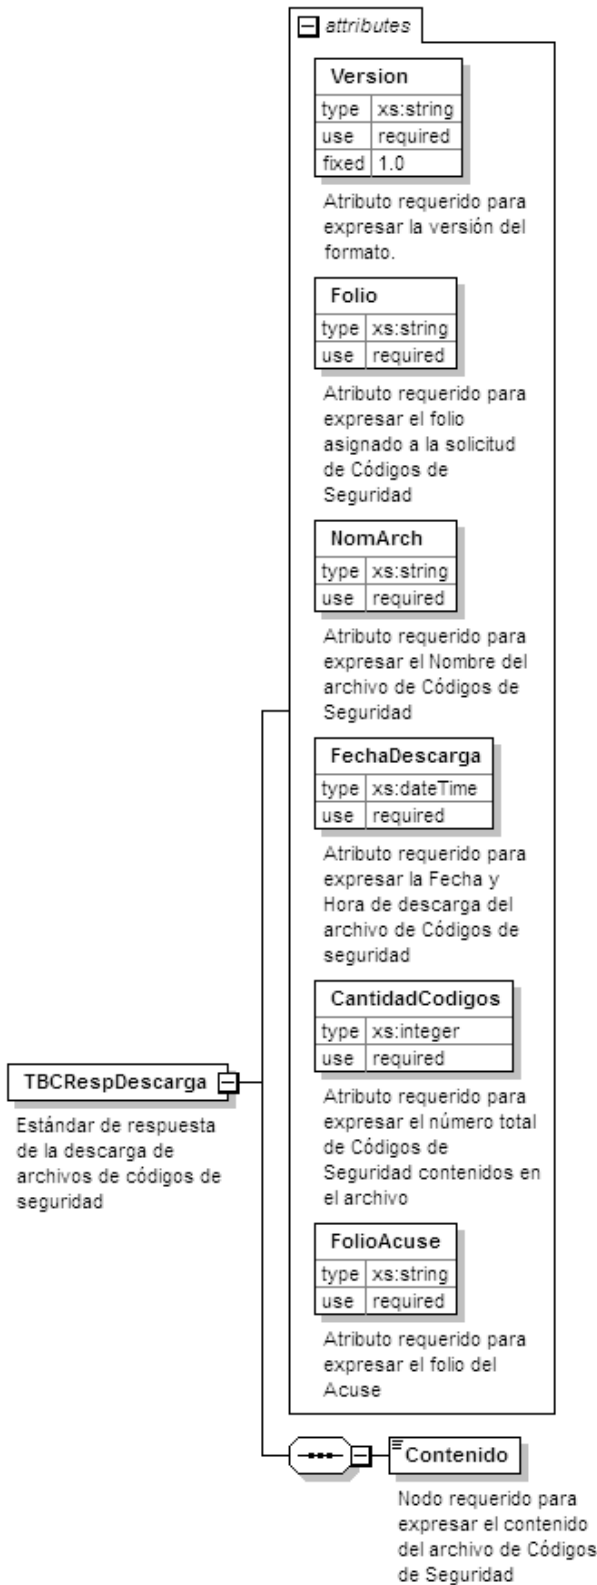 attributes
Version
type xs:string
use required
fixed 1.0
Atributo requerido para
expresar la versión del
formato.
Folio
type xs:string
use required
Atributo requerido para
expresar el folio
asignado a la solicitud
de Códigos de
Seguridad
NomArch
type xs:string
use required
Atributo requerido para
expresar el Nombre del
archivo de Códigos de
Seguridad
FechaDescarga
type xs:dateTime
use required
Atributo requerido para
expresar la Fecha y
Hora de descarga del
archivo de Códigos de
seguridad
CantidadCodigos
type xs:integer
use required
Atributo requerido para
expresar el número total
de Códigos de
Seguridad contenidos en
el archivo
TBCRespDescarga
Estándar de respuesta
de la descarga de
archivos de códigos de
seguridad
FolioAcuse
type xs:string
use required
Atributo requerido para
expresar el folio del
Acuse
Contenido
Nodo requerido para
expresar el contenido
del archivo de Códigos
de Seguridad